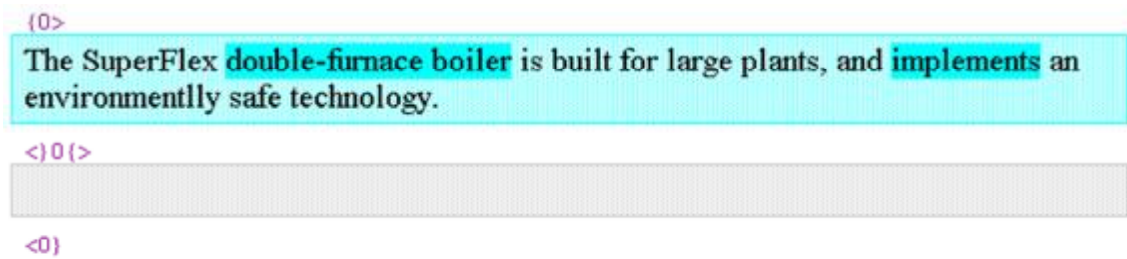 {0>
The SuperFlex double-furnace boiler is built for large plants, and implements an
environmentlly safe technology.
<}0{>
<0}